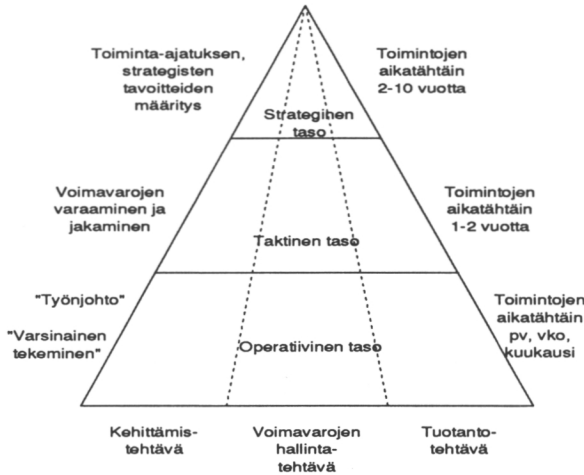 Toiminta-ajatuksen,
strategisten
tavoitteiden
määritys
Toimintojen
aikatähtäin
2-10 vuotta
Strateginen
taso
Voimavarojen
varaaminen ja
jakaminen
Toimintojen
aikatähtäin
1-2 vuotta
Taktinen taso
"Työnjohto"
"Varsinainen
tekeminen"
Toimintojen
aikatähtäin
pv, vko,
kuukausi
Operatiivinen taso
Kehittämis-
tehtävä
Voimavarojen
hallinta-
tehtävä
Tuotanto-
tehtävä